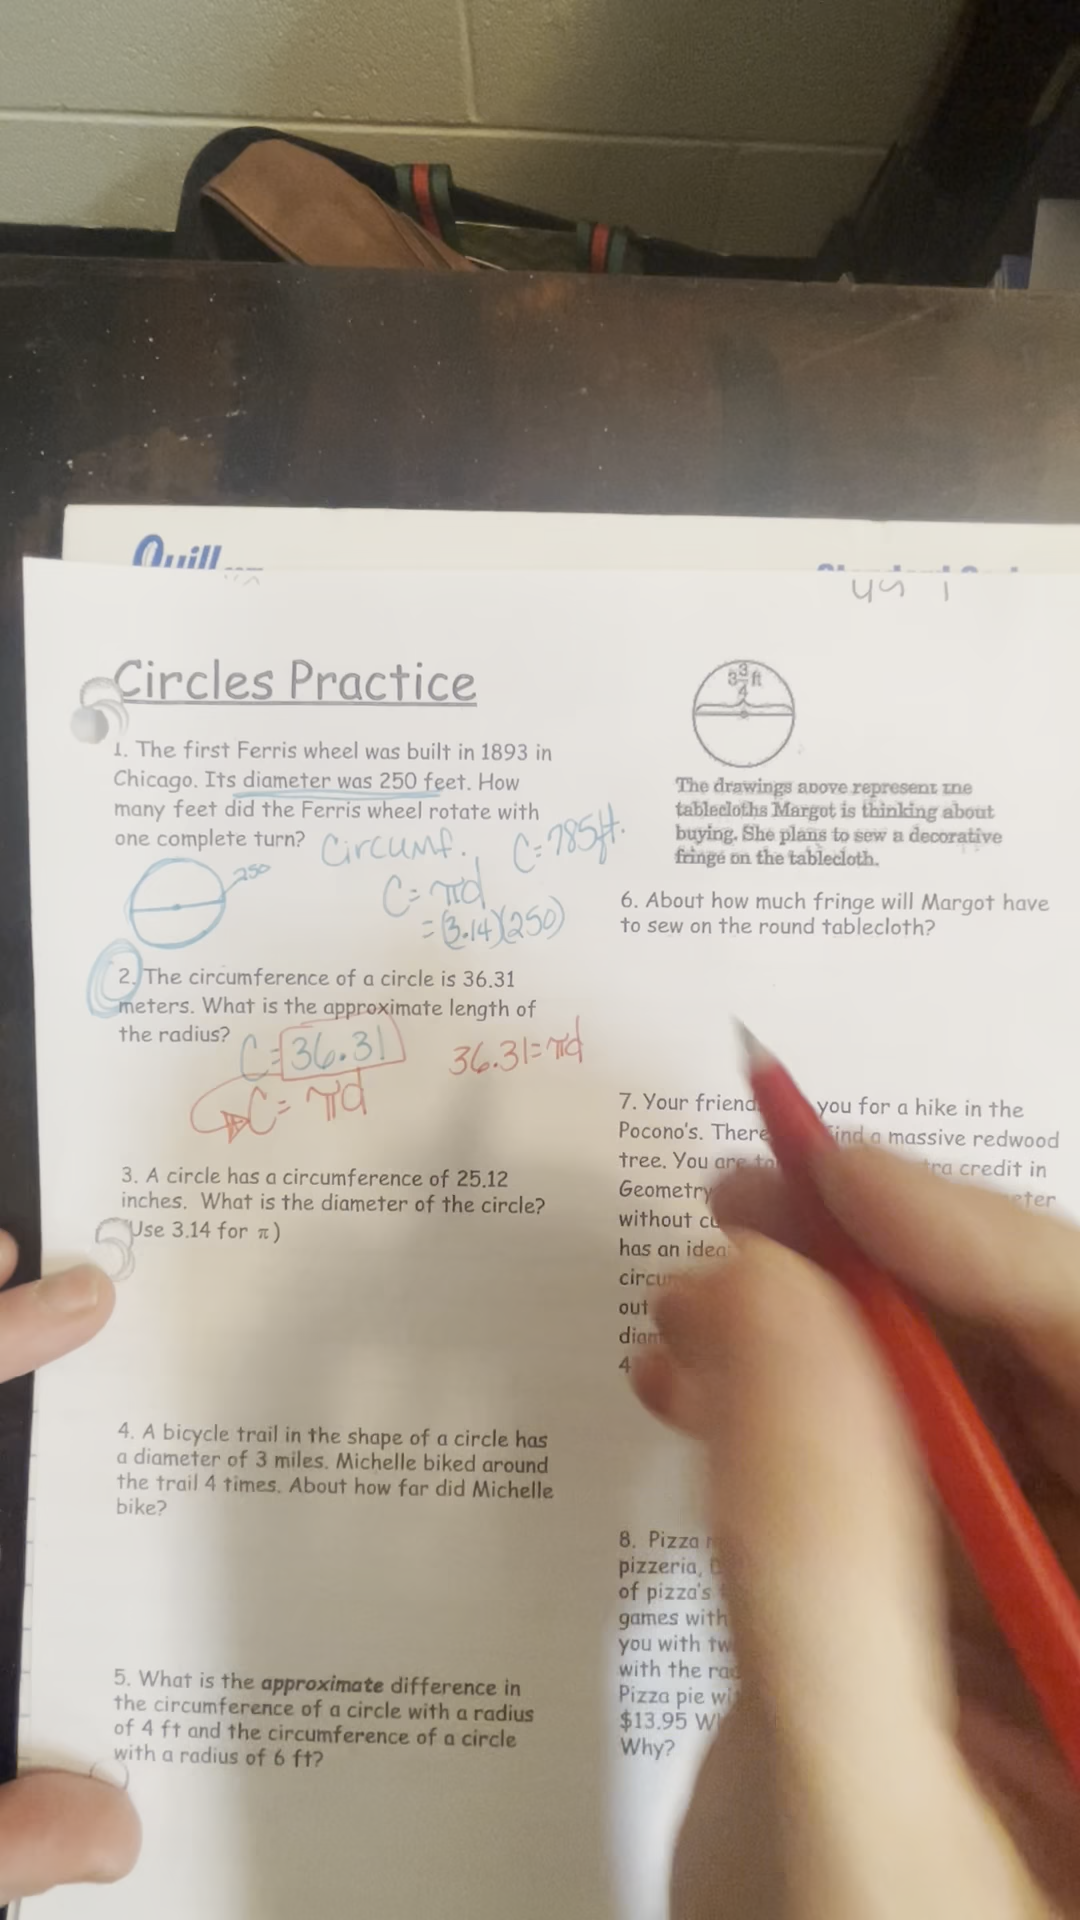 Quill
Circles Practice
1. The first Ferris wheel was built in 1893 in
Chicago. Its diameter was 250 feet. How
many feet did the Ferris wheel rotate with
one complete turn?
Circumf.
C=785ft.
250
C=πd
=(3.14)(250)
2. The circumference of a circle is 36.31
meters. What is the approximate length of
the radius?
C=36.31
36.31=πd
C=πd
3. A circle has a circumference of 25.12
inches. What is the diameter of the circle?
Use 3.14 for π)
4. A bicycle trail in the shape of a circle has
a diameter of 3 miles. Michelle biked around
the trail 4 times. About how far did Michelle
bike?
5. What is the approximate difference in
the circumference of a circle with a radius
of 4 ft and the circumference of a circle
with a radius of 6 ft?
3 3/4 ft
The drawings above represent the
tablecloths Margot is thinking about
buying. She plans to sew a decorative
fringe on the tablecloth.
6. About how much fringe will Margot have
to sew on the round tablecloth?
7. Your friend you for a hike in the
Pocono's. There find a massive redwood
tree. You are credit in
Geometry
without
has an idea
out
4
8. Pizza
pizzeria,
of pizza's
games with
you with
with the
Pizza pie
$13.95
Why?